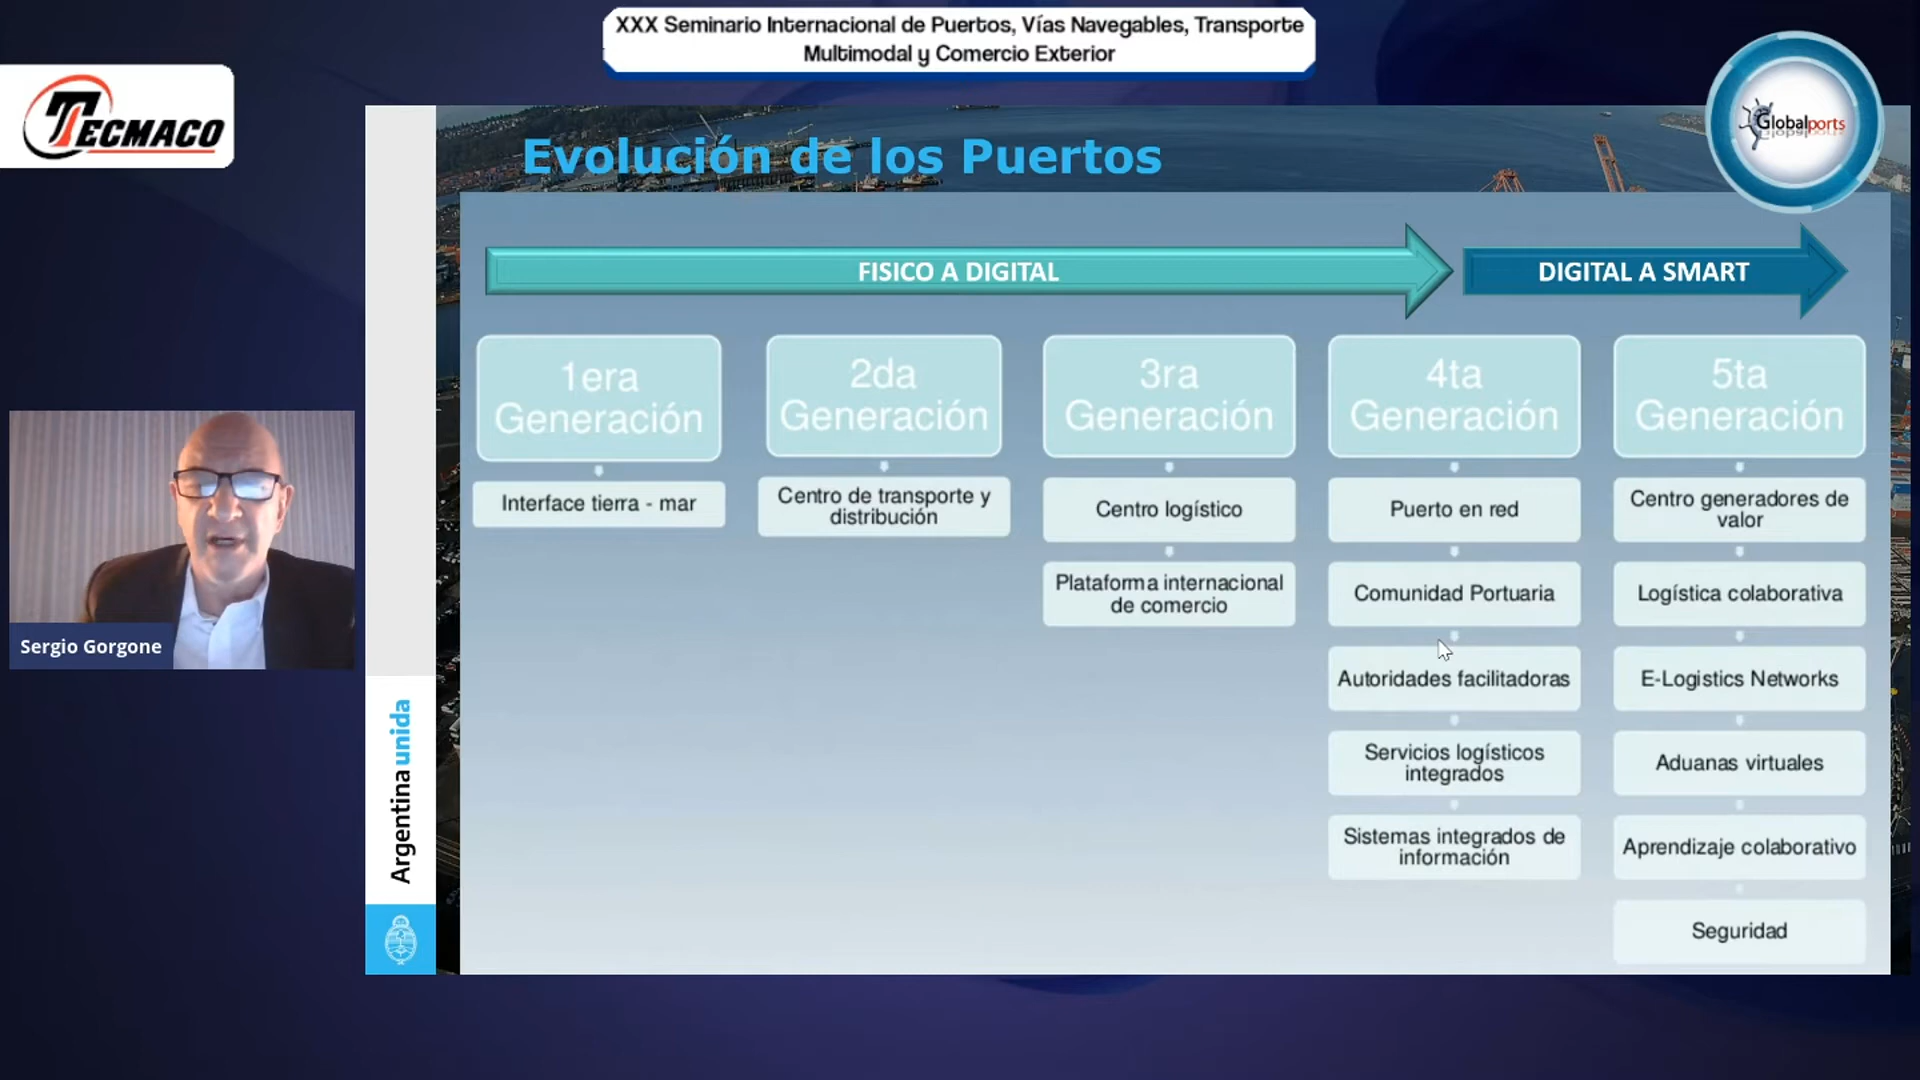 XXX Seminario Internacional de Puertos, Vías Navegables, Transporte
Multimodal y Comercio Exterior
TECMACO
Globalports
Evolución de los Puertos
FISICO A DIGITAL
DIGITAL A SMART
1era
Generación
Interface tierra - mar
2da
Generación
Centro de transporte y
distribución
3ra
Generación
Centro logístico
Plataforma internacional
de comercio
4ta
Generación
Puerto en red
Comunidad Portuaria
Autoridades facilitadoras
Servicios logísticos
integrados
Sistemas integrados de
información
5ta
Generación
Centro generadores de
valor
Logística colaborativa
E-Logistics Networks
Aduanas virtuales
Aprendizaje colaborativo
Seguridad
Sergio Gorgone
Argentina unida